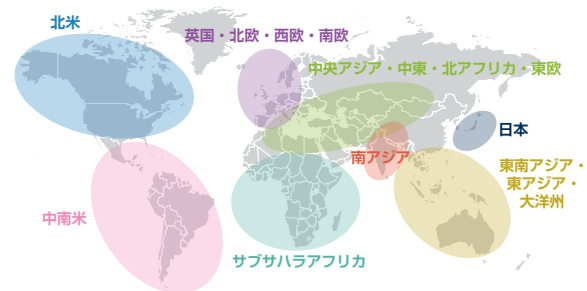 北米
英国・北欧・西欧・南欧
中央アジア・中東・北アフリカ・東欧
日本
南アジア
東南アジア・
東アジア・
大洋州
中南米
サブサハラアフリカ